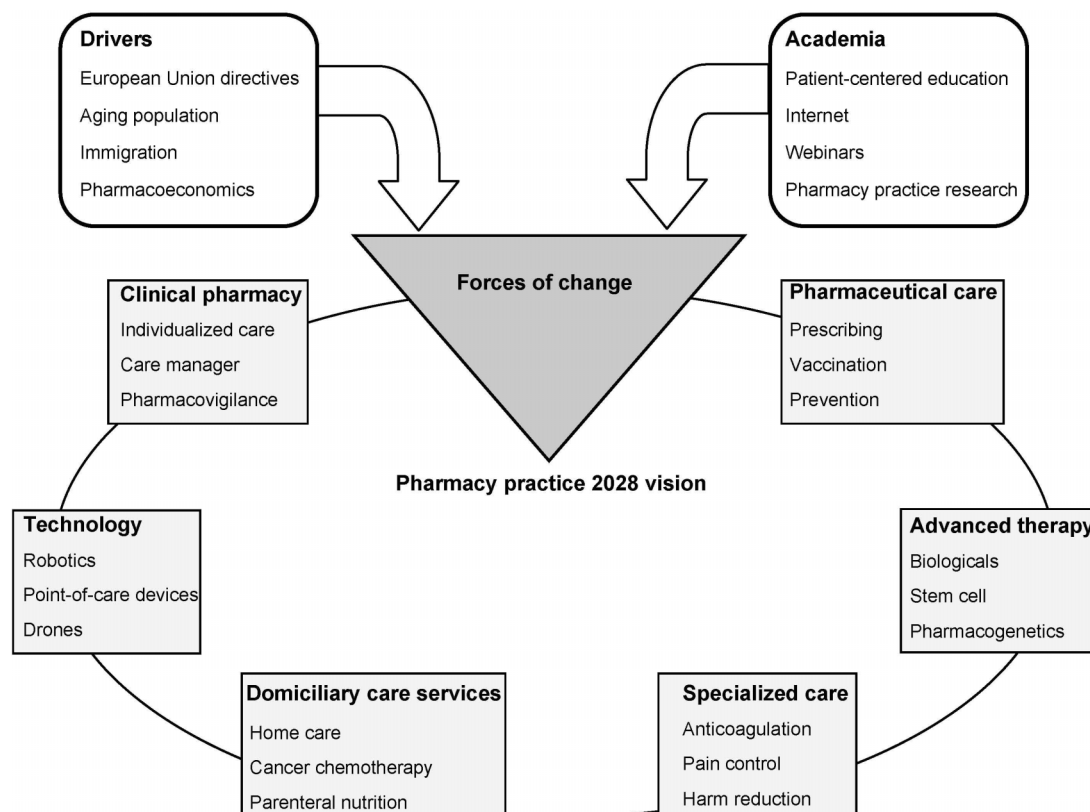 Drivers
European Union directives
Aging population
Immigration
Pharmacoeconomics
Academia
Patient-centered education
Internet
Webinars
Pharmacy practice research
Forces of change
Clinical pharmacy
Individualized care
Care manager
Pharmacovigilance
Pharmaceutical care
Prescribing
Vaccination
Prevention
Pharmacy practice 2028 vision
Technology
Robotics
Point-of-care devices
Drones
Advanced therapy
Biologicals
Stem cell
Pharmacogenetics
Domiciliary care services
Home care
Cancer chemotherapy
Parenteral nutrition
Specialized care
Anticoagulation
Pain control
Harm reduction